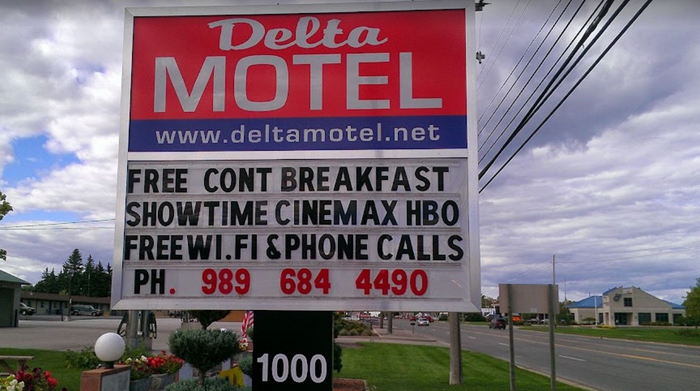 Delta
MOTEL
www.deltamotel.net
FREE CONT BREAKFAST
SHOWTIME CINEMAX HBO
FREE WI.FI & PHONE CALLS
PH. 989 684 4490
1000